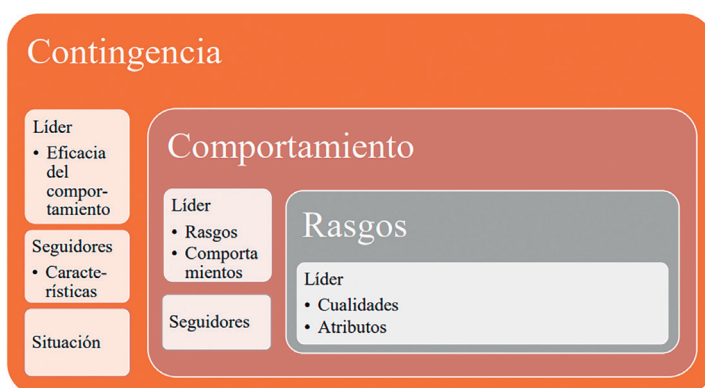 Contingencia
Líder
• Eficacia
del
compor-
tamiento
Seguidores
• Caracte-
rísticas
Situación
Comportamiento
Líder
• Rasgos
• Comporta
mientos
Seguidores
Rasgos
Líder
• Cualidades
• Atributos